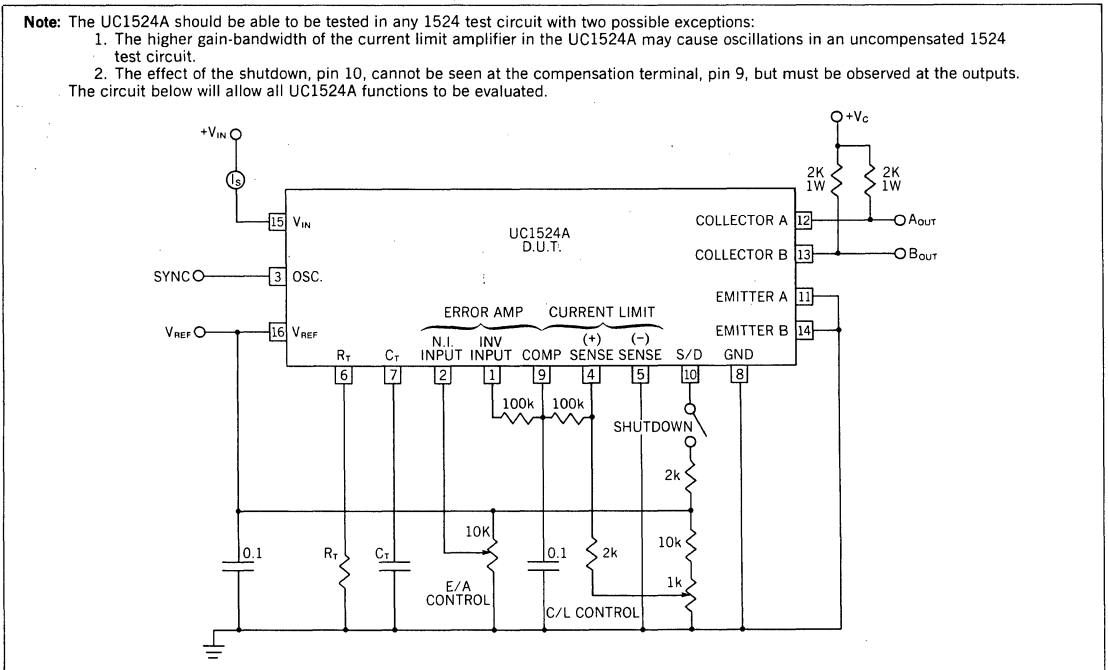 Note: The UC1524A should be able to be tested in any 1524 test circuit with two possible exceptions:
1. The higher gain-bandwidth of the current limit amplifier in the UC1524A may cause oscillations in an uncompensated 1524
test circuit.
2. The effect of the shutdown, pin 10, cannot be seen at the compensation terminal, pin 9, but must be observed at the outputs.
The circuit below will allow all UC1524A functions to be evaluated.
+VIN
+VC
IS
2K
1W
2K
1W
15 VIN
COLLECTOR A 12
AOUT
UC1524A
D.U.T.
COLLECTOR B 13
BOUT
SYNC
3 OSC.
EMITTER A 11
ERROR AMP
CURRENT LIMIT
VREF
16 VREF
EMITTER B 14
N.I.
INV
(+)
(-)
RT
CT
INPUT
INPUT
COMP
SENSE
SENSE
S/D
GND
6
7
2
1
9
4
5
10
8
100k
100k
SHUTDOWN
2k
10K
0.1
RT
CT
0.1
2k
10k
E/A
CONTROL
1k
C/L CONTROL